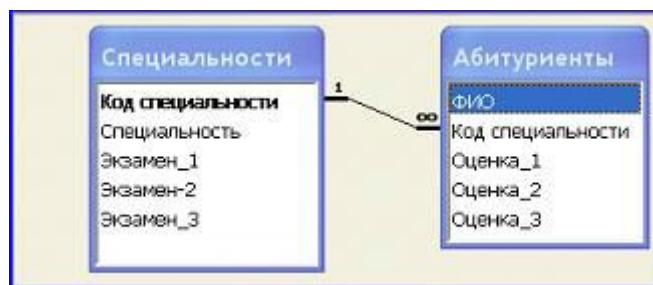 Специальности
Код специальности
Специальность
Экзамен_1
Экзамен-2
Экзамен_3
1
∞
Абитуриенты
ФИО
Код специальности
Оценка_1
Оценка_2
Оценка_3